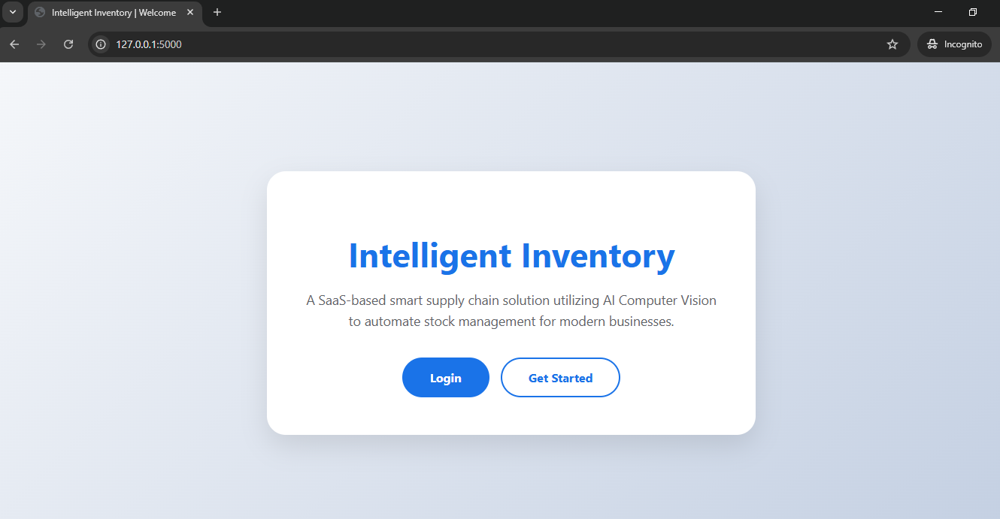 Intelligent Inventory | Welcome
127.0.0.1:5000
Incognito
Intelligent Inventory
A SaaS-based smart supply chain solution utilizing AI Computer Vision
to automate stock management for modern businesses.
Login
Get Started